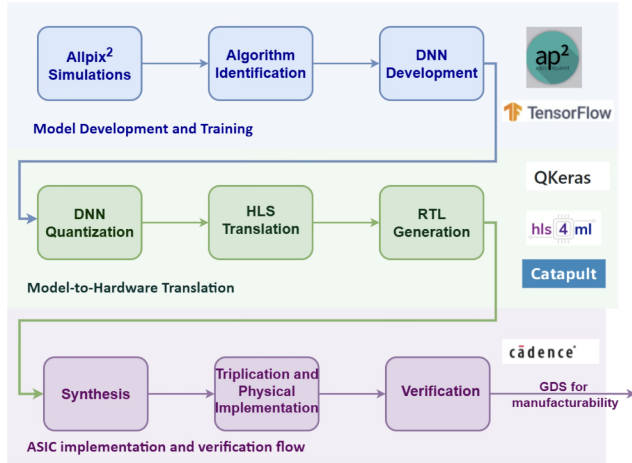 Allpix²
Simulations
Algorithm
Identification
DNN
Development
ap²
TensorFlow
Model Development and Training
QKeras
DNN
Quantization
HLS
Translation
RTL
Generation
hls 4 ml
Catapult
Model-to-Hardware Translation
cādence®
Synthesis
Triplication and
Physical
Implementation
Verification
GDS for
manufacturability
ASIC implementation and verification flow